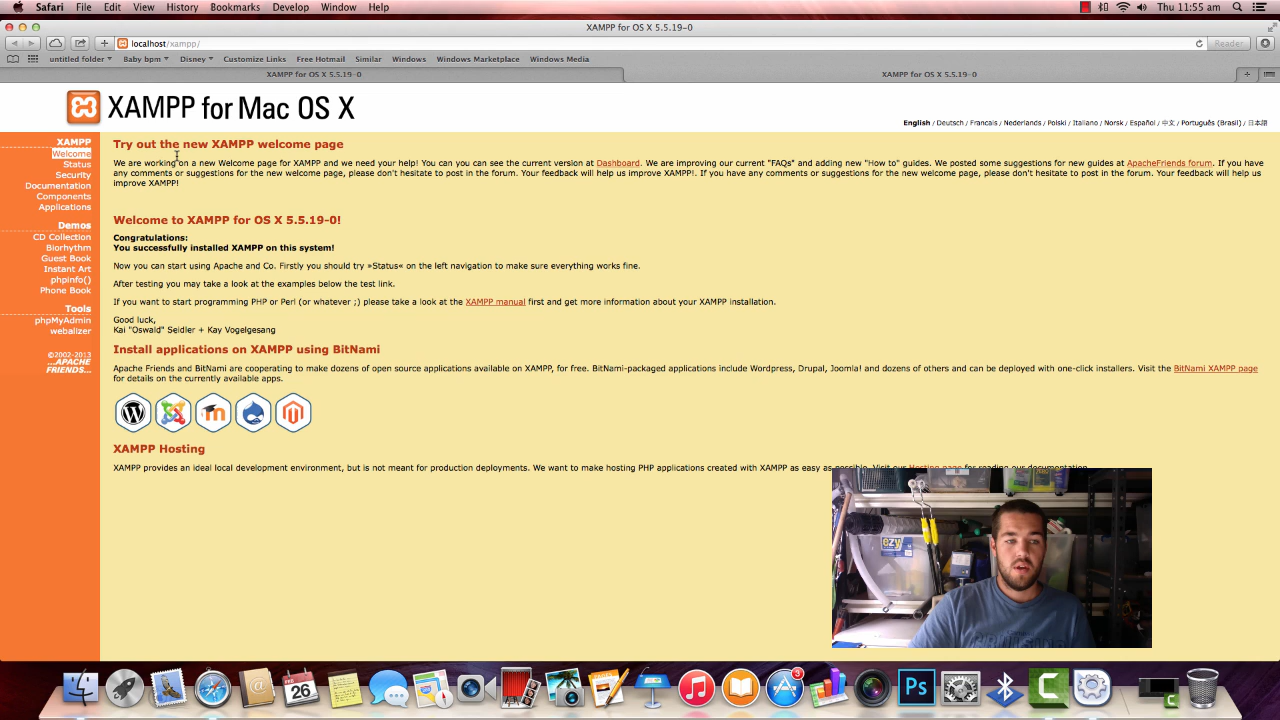 Safari File Edit View History Bookmarks Develop Window Help Thu 11:55 am
XAMPP for OS X 5.5.19-0
localhost/xampp/ Reader
untitled folder Baby bpm Disney Customize Links Free Hotmail Similar Windows Windows Marketplace Windows Media
XAMPP for OS X 5.5.19-0 XAMPP for OS X 5.5.19-0
XAMPP for Mac OS X
English / Deutsch / Francais / Nederlands / Polski / Italiano / Norsk / Español / 中文 / Português (Brasil) / 日本語
XAMPP
Welcome
Status
Security
Documentation
Components
Applications
Demos
CD Collection
Biorhythm
Guest Book
Instant Art
phpinfo()
Phone Book
Tools
phpMyAdmin
webalizer
©2002-2013
...APACHE
FRIENDS...
Try out the new XAMPP welcome page
We are working on a new Welcome page for XAMPP and we need your help! You can you can see the current version at Dashboard. We are improving our current "FAQs" and adding new "How to" guides. We posted some suggestions for new guides at ApacheFriends forum. If you have
any comments or suggestions for the new welcome page, please don't hesitate to post in the forum. Your feedback will help us improve XAMPP!. If you have any comments or suggestions for the new welcome page, please don't hesitate to post in the forum. Your feedback will help us
improve XAMPP!
Welcome to XAMPP for OS X 5.5.19-0!
Congratulations:
You successfully installed XAMPP on this system!
Now you can start using Apache and Co. Firstly you should try »Status« on the left navigation to make sure everything works fine.
After testing you may take a look at the examples below the test link.
If you want to start programming PHP or Perl (or whatever ;) please take a look at the XAMPP manual first and get more information about your XAMPP installation.
Good luck,
Kai "Oswald" Seidler + Kay Vogelgesang
Install applications on XAMPP using BitNami
Apache Friends and BitNami are cooperating to make dozens of open source applications available on XAMPP, for free. BitNami-packaged applications include Wordpress, Drupal, Joomla! and dozens of others and can be deployed with one-click installers. Visit the BitNami XAMPP page
for details on the currently available apps.
XAMPP Hosting
XAMPP provides an ideal local development environment, but is not meant for production deployments. We want to make hosting PHP applications created with XAMPP as easy as possible. Visit our Hosting page for reading our documentation.
ezy
FEB
26
3
Ps